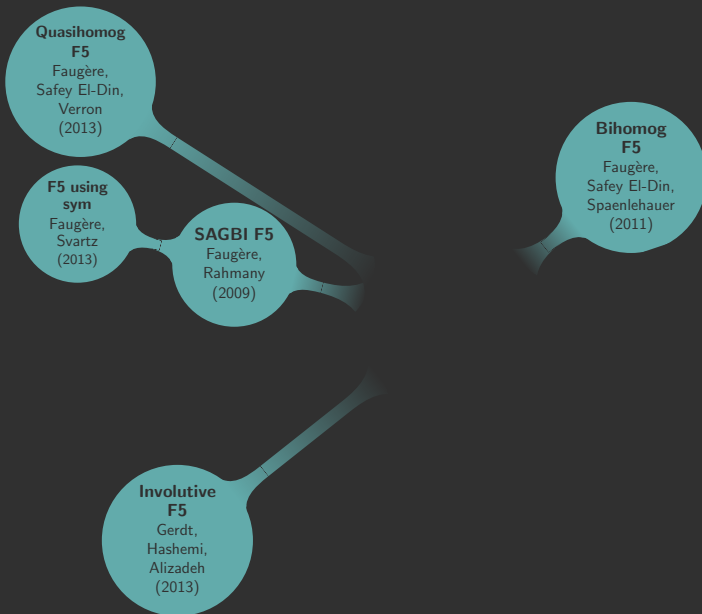 Quasihomog
F5
Faugère,
Safey El-Din,
Verron
(2013)
Bihomog
F5
Faugère,
Safey El-Din,
Spaenlehauer
(2011)
F5 using
sym
Faugère,
Svartz
(2013)
SAGBI F5
Faugère,
Rahmany
(2009)
Involutive
F5
Gerdt,
Hashemi,
Alizadeh
(2013)